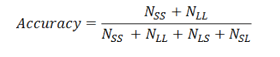 Accuracy = (N_SS + N_LL) / (N_SS + N_LL + N_LS + N_SL)